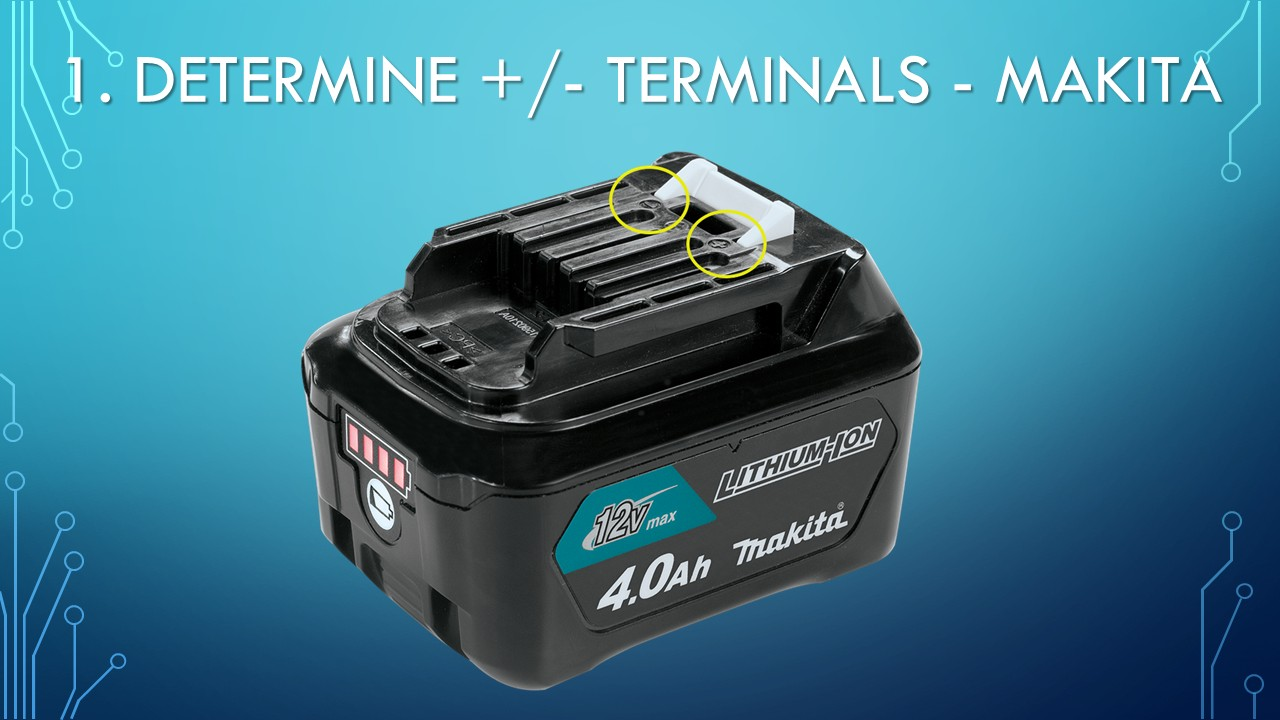 1. DETERMINE +/- TERMINALS - MAKITA
-
+
LITHIUM-ION
12V max
makita®
4.0Ah